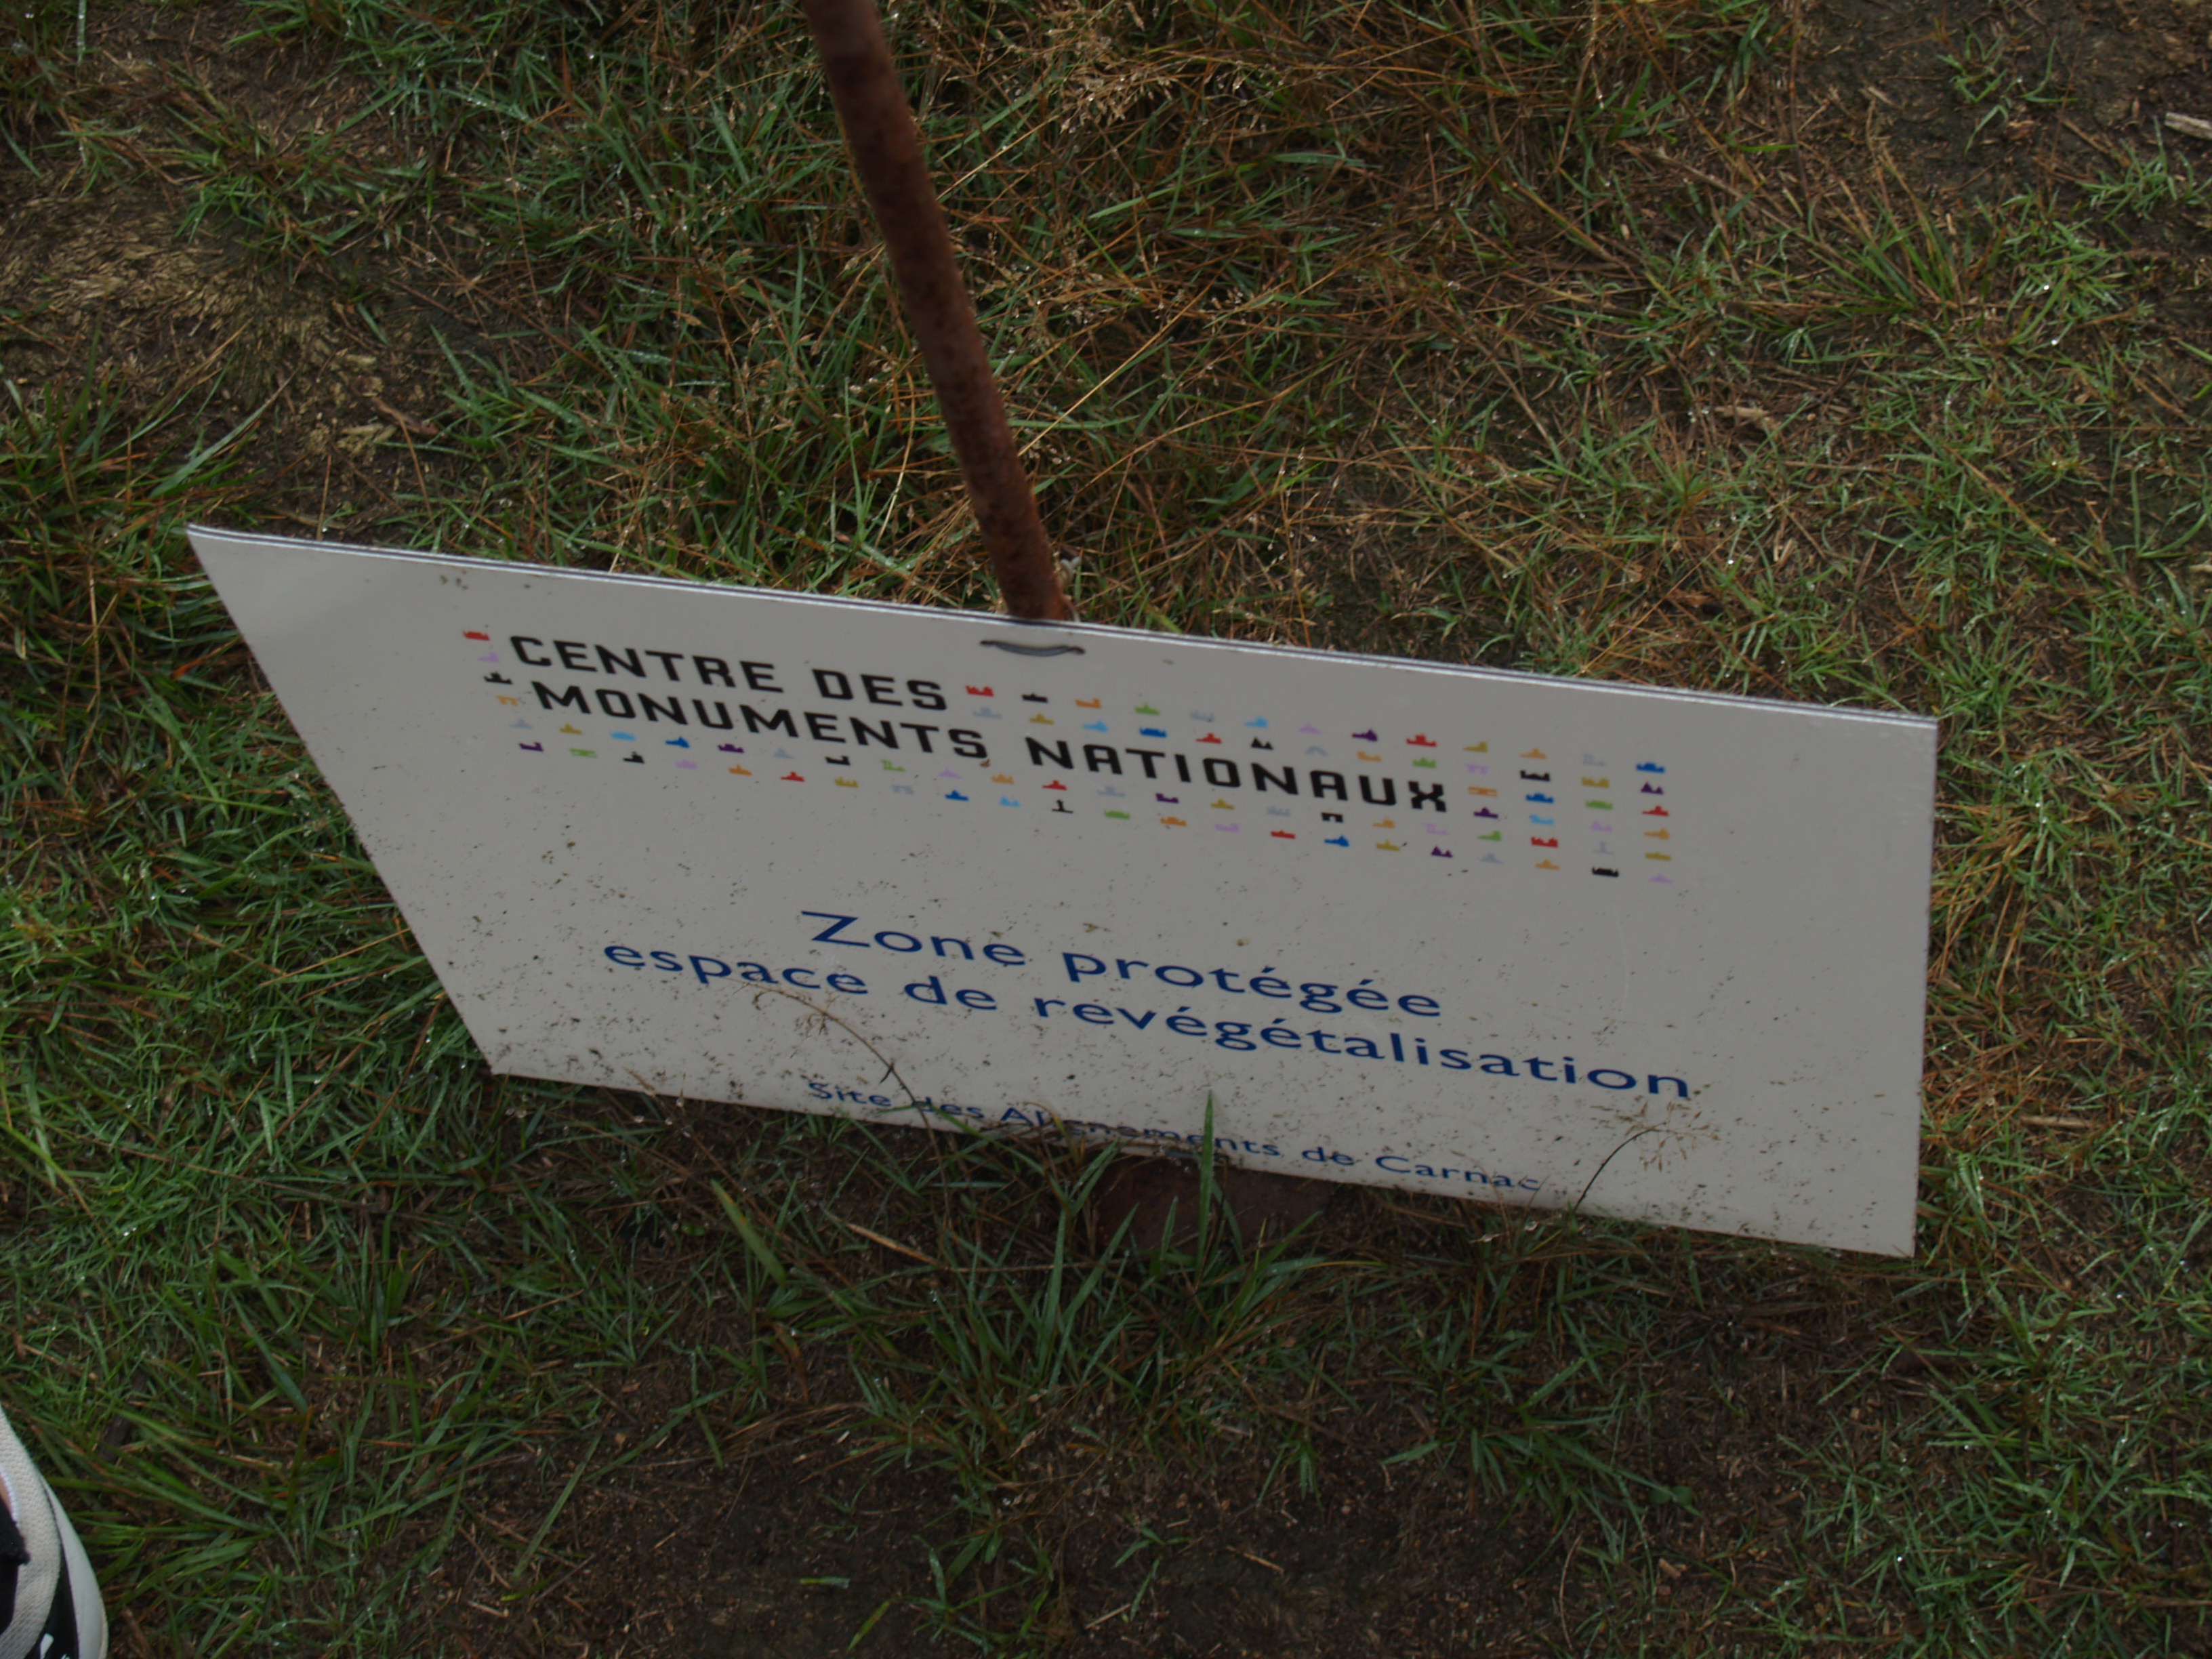 CENTRE DES
MONUMENTS NATIONAUX
Zone protégée
espace de revégétalisation
Site des Alignements de Carnac